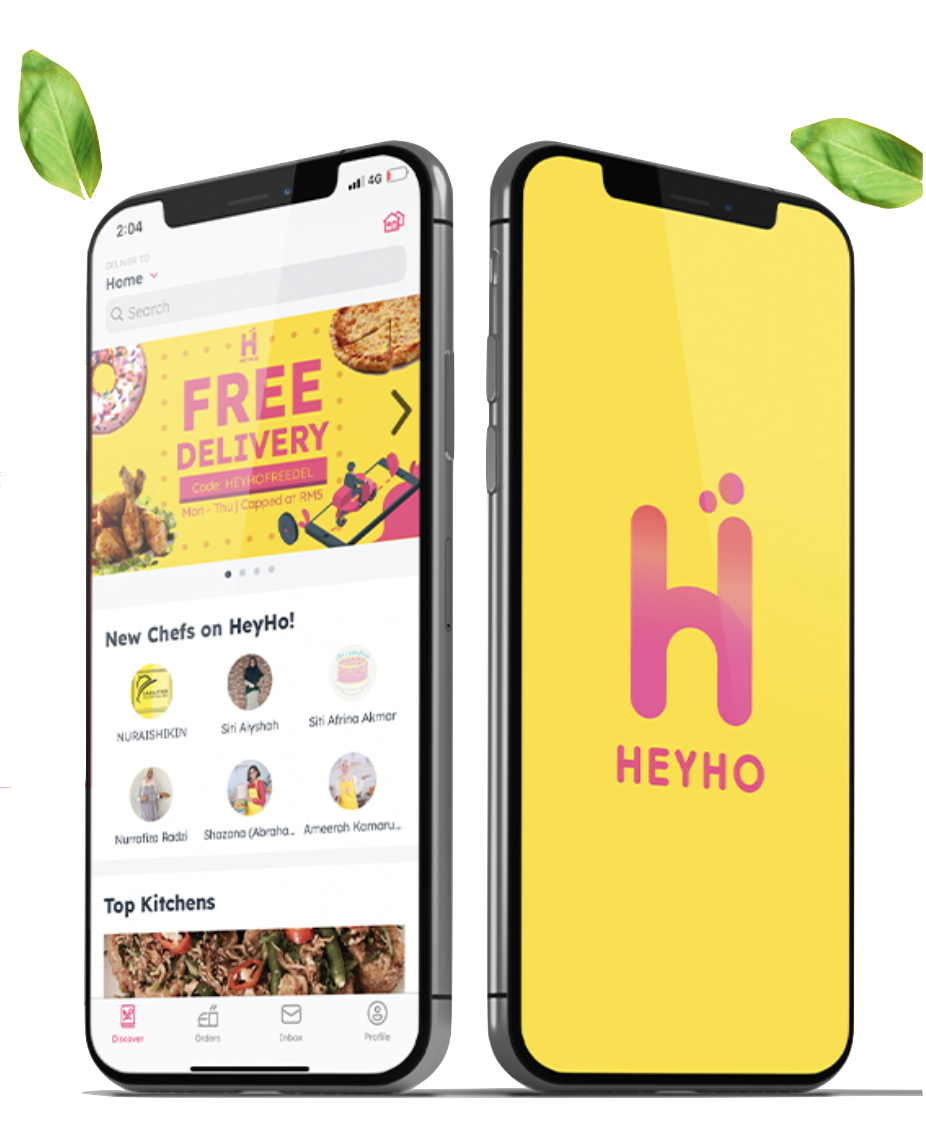 2:04
4G
DELIVER TO
Home
Search
HEYHO
FREE
DELIVERY
Code: HEYHOFREEDEL
Mon - Thu | Capped at RM5
New Chefs on HeyHo!
NURAISHIKIN
Siti Aiyshah
Siti Afrina Akmar
Nurrafiza Radzi
Shazana (Abraha...
Ameerah Kamaru...
Top Kitchens
Discover
Orders
Inbox
Profile
HEYHO